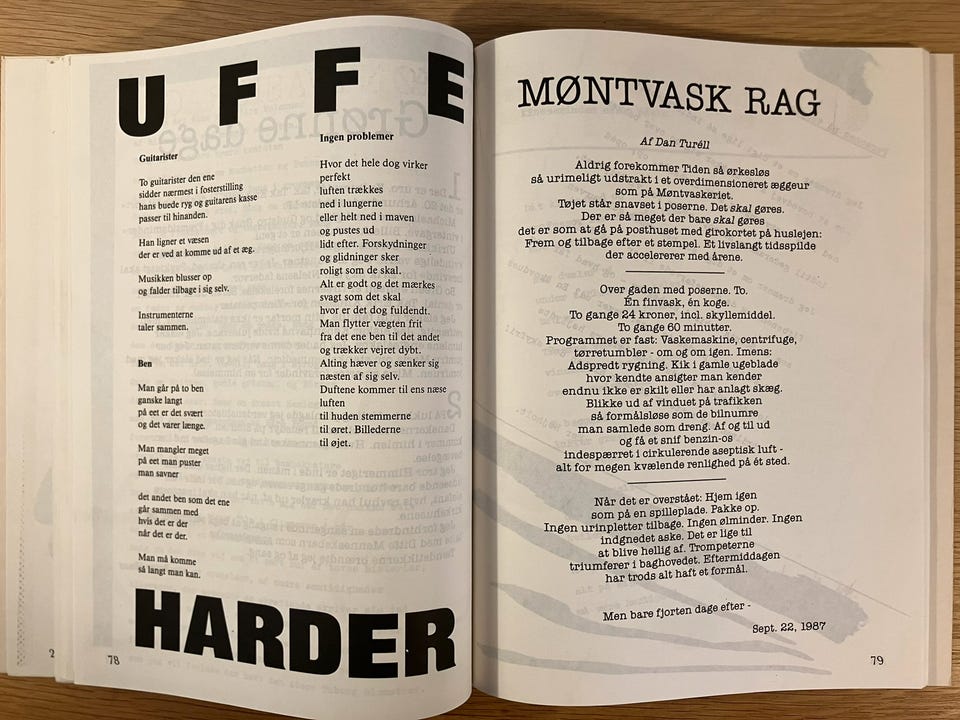 UFFE
Guitarister
To guitarister den ene
sidder nærmest i fosterstilling
hans buede ryg og guitarens kasse
passer til hinanden.
Han ligner et væsen
der er ved at komme ud af et æg.
Musikken blusser op
og falder tilbage i sig selv.
Instrumenterne
taler sammen.
Ben
Man går på to ben
ganske langt
på eet er det svært
og det varer længe.
Man mangler meget
på eet man puster
man savner
det andet ben som det ene
går sammen med
hvis det er der
når det er der.
Man må komme
så langt man kan.
Ingen problemer
Hvor det hele dog virker
perfekt
luften trækkes
ned i lungerne
eller helt ned i maven
og pustes ud
lidt efter. Forskydninger
og glidninger sker
roligt som de skal.
Alt er godt og det mærkes
svagt som det skal
hvor er det dog fuldendt.
Man flytter vægten frit
fra det ene ben til det andet
og trækker vejret dybt.
Alting hæver og sænker sig
næsten af sig selv.
Duftene kommer til ens næse
luften
til huden stemmerne
til øret. Billederne
til øjet.
HARDER
78
MØNTVASK RAG
Af Dan Turéll
Aldrig forekommer Tiden så ørkesløs
så urimeligt udstrakt i et overdimensioneret æggeur
som på Møntvaskeriet.
Tøjet står snavset i poserne. Det skal gøres.
Der er så meget der bare skal gøres
det er som at gå på posthuset med girokortet på huslejen:
Frem og tilbage efter et stempel. Et livslangt tidsspilde
der accelererer med årene.
Over gaden med poserne. To.
Én finvask, én koge.
To gange 24 kroner, incl. skyllemiddel.
To gange 60 minutter.
Programmet er fast: Vaskemaskine, centrifuge,
tørretumbler - om og om igen. Imens:
Adspredt rygning. Kik i gamle ugeblade
hvor kendte ansigter man kender
endnu ikke er skilt eller har anlagt skæg.
Blikke ud af vinduet på trafikken
så formålsløse som de bilnumre
man samlede som dreng. Af og til ud
og få et snif benzin-os
indespærret i cirkulerende aseptisk luft -
alt for megen kvælende renlighed på ét sted.
Når det er overstået: Hjem igen
som på en spilleplade. Pakke op.
Ingen urinpletter tilbage. Ingen ølminder. Ingen
indgnedet aske. Det er lige til
at blive hellig af. Trompeterne
triumferer i baghovedet. Eftermiddagen
har trods alt haft et formål.
Men bare fjorten dage efter -
Sept. 22, 1987
79